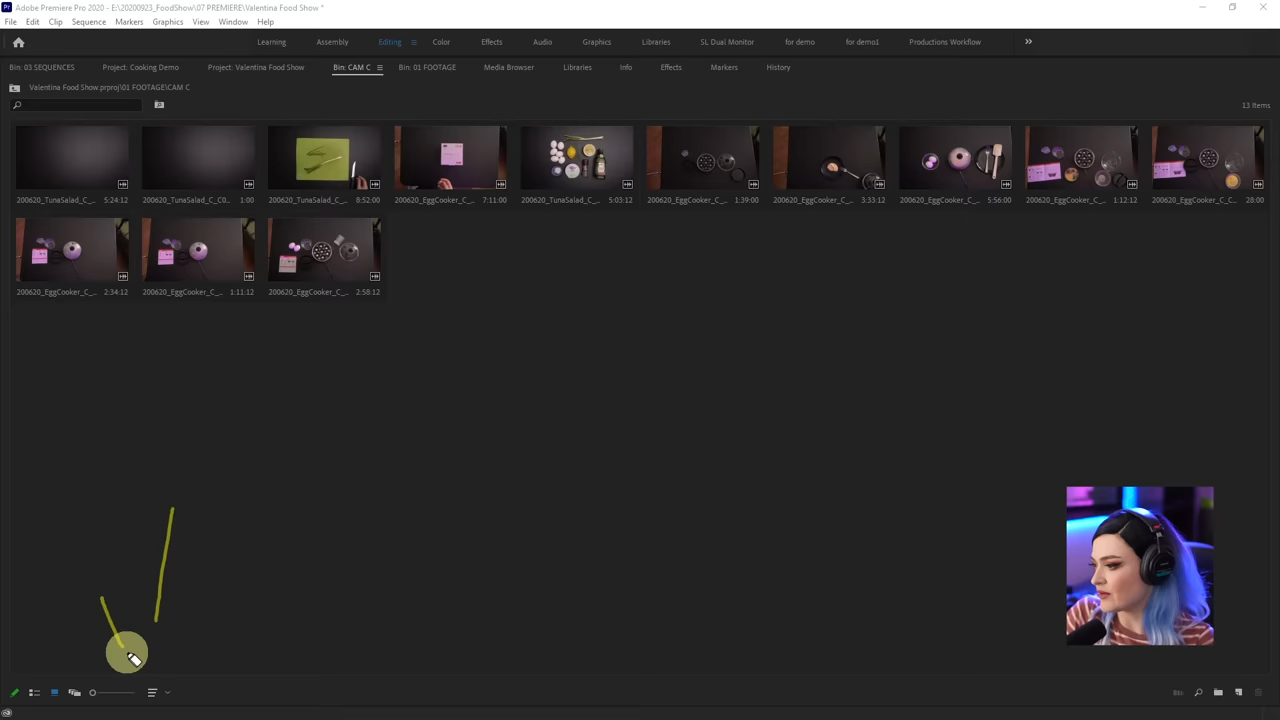 Adobe Premiere Pro 2020 - E:\20200923_FoodShow\07 PREMIERE\Valentina Food Show *
File Edit Clip Sequence Markers Graphics View Window Help
Learning Assembly Editing Color Effects Audio Graphics Libraries SL Dual Monitor for demo for demo1 Productions Workflow
Bin: 03 SEQUENCES Project: Cooking Demo Project: Valentina Food Show Bin: CAM C Bin: 01 FOOTAGE Media Browser Libraries Info Effects Markers History
Valentina Food Show.prproj\01 FOOTAGE\CAM C
13 Items
200620_TunaSalad_C_... 5:24:12 200620_TunaSalad_C_C0... 1:00 200620_TunaSalad_C_... 8:52:00 200620_EggCooker_C_... 7:11:00 200620_TunaSalad_C_... 5:03:12 200620_EggCooker_C_... 1:39:00 200620_EggCooker_C_... 3:33:12 200620_EggCooker_C_... 5:56:00 200620_EggCooker_C_... 1:12:12 200620_EggCooker_C_... 28:00
200620_EggCooker_C_... 2:34:12 200620_EggCooker_C_... 1:11:12 200620_EggCooker_C_... 2:58:12